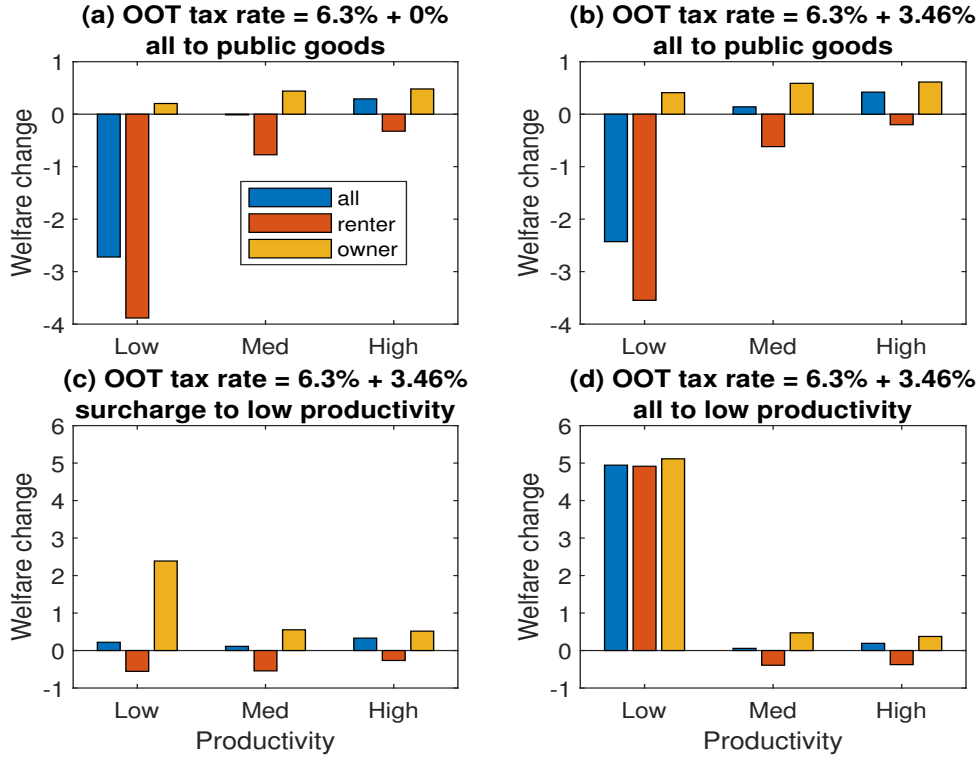 (a) OOT tax rate = 6.3% + 0%
all to public goods
1
0
-1
-2
-3
-4
Welfare change
all
renter
owner
Low
Med
High
(b) OOT tax rate = 6.3% + 3.46%
all to public goods
1
0
-1
-2
-3
-4
Welfare change
Low
Med
High
(c) OOT tax rate = 6.3% + 3.46%
surcharge to low productivity
6
5
4
3
2
1
0
-1
Welfare change
Low
Med
High
Productivity
(d) OOT tax rate = 6.3% + 3.46%
all to low productivity
6
5
4
3
2
1
0
-1
Welfare change
Low
Med
High
Productivity